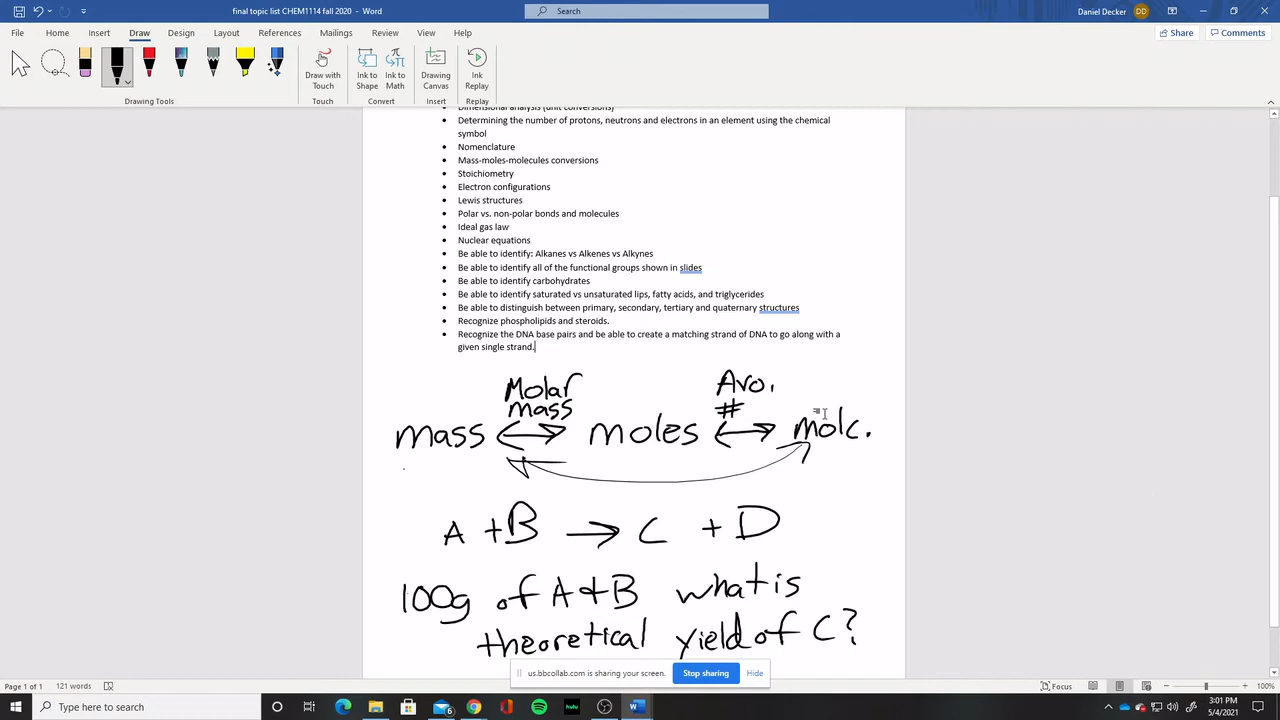 final topic list CHEM1114 fall 2020 - Word
Search
Daniel Decker
DD
File Home Insert Draw Design Layout References Mailings Review View Help
Share Comments
Draw with Touch
Ink to Shape
Ink to Math
Drawing Canvas
Ink Replay
Drawing Tools Touch Convert Insert Replay
Dimensional analysis (unit conversions)
Determining the number of protons, neutrons and electrons in an element using the chemical
symbol
Nomenclature
Mass-moles-molecules conversions
Stoichiometry
Electron configurations
Lewis structures
Polar vs. non-polar bonds and molecules
Ideal gas law
Nuclear equations
Be able to identify: Alkanes vs Alkenes vs Alkynes
Be able to identify all of the functional groups shown in slides
Be able to identify carbohydrates
Be able to identify saturated vs unsaturated lips, fatty acids, and triglycerides
Be able to distinguish between primary, secondary, tertiary and quaternary structures
Recognize phospholipids and steroids.
Recognize the DNA base pairs and be able to create a matching strand of DNA to go along with a
given single strand.
Molar Avo.
mass #
mass ⟷ moles ⟷ molc.
A + B → C + D
100g of A + B what is
theoretical yield of C?
us.bbcollab.com is sharing your screen. Stop sharing Hide
Page 1 of 1 121 words Focus 100%
Type here to search
6
hulu
3:01 PM
5/4/2021